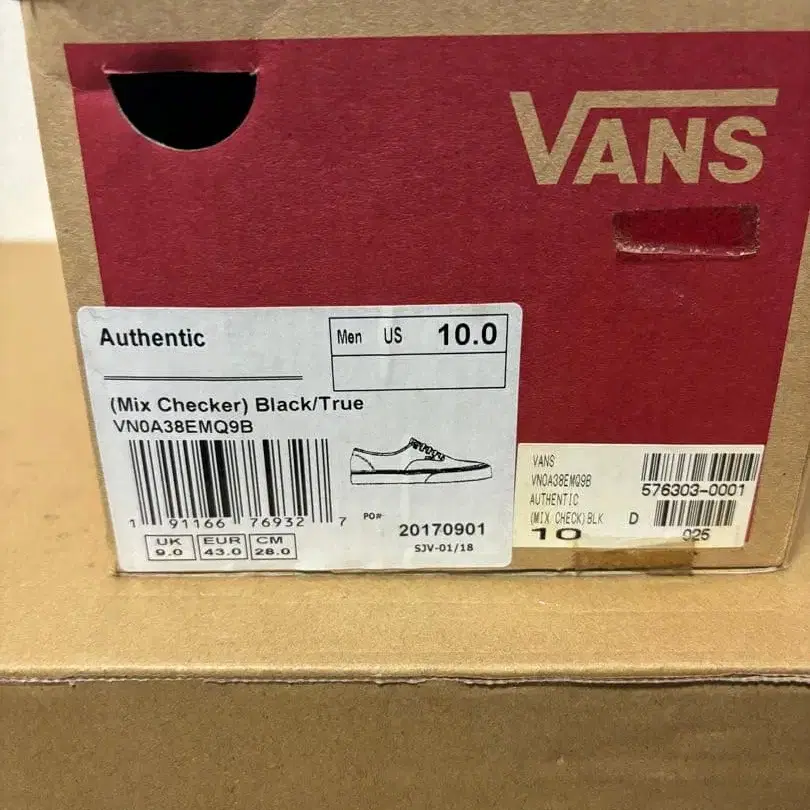 VANS
Authentic
Men US 10.0
(Mix Checker) Black/True
VN0A38EMQ9B
1 91166 76932 7
PO#
20170901
SJV-01/18
UK
9.0
EUR
43.0
CM
28.0
VANS
VN0A38EMQ9B
AUTHENTIC
(MIX CHECK)BLK
10
576303-0001
D
025